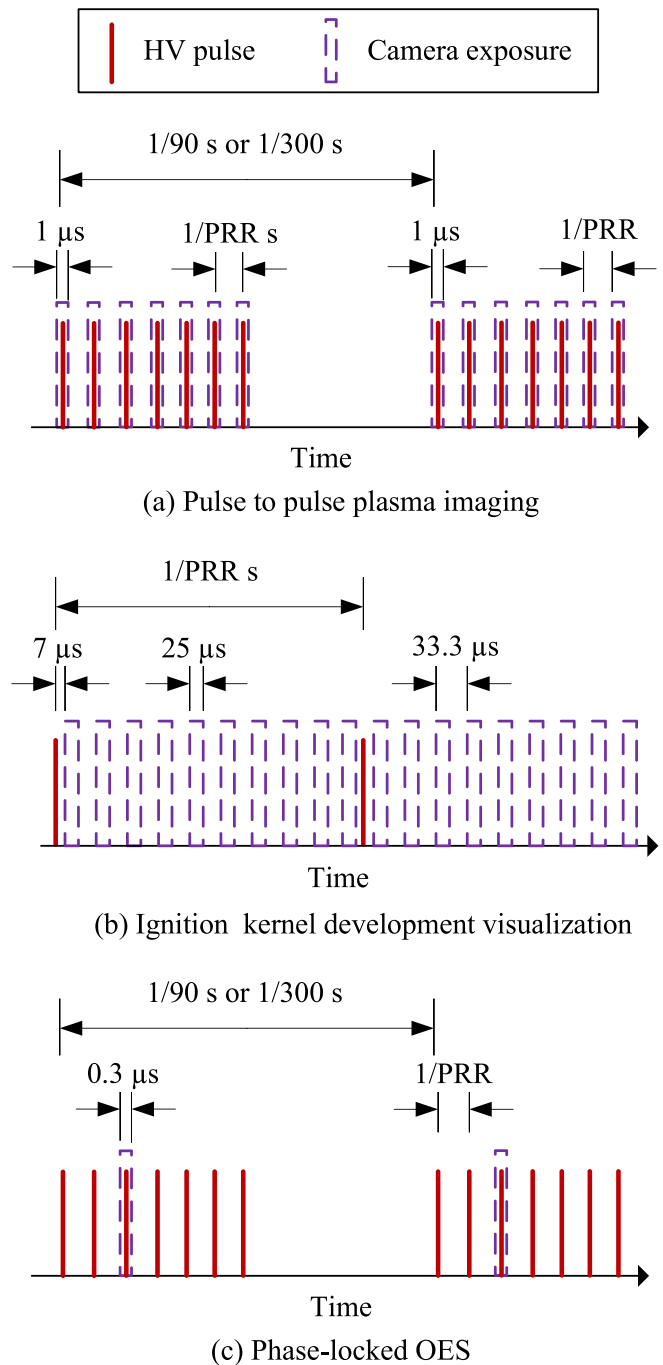 HV pulse
Camera exposure
1/90 s or 1/300 s
1 µs
1/PRR s
1 µs
1/PRR
Time
(a) Pulse to pulse plasma imaging
1/PRR s
7 µs
25 µs
33.3 µs
Time
(b) Ignition kernel development visualization
1/90 s or 1/300 s
0.3 µs
1/PRR
Time
(c) Phase-locked OES